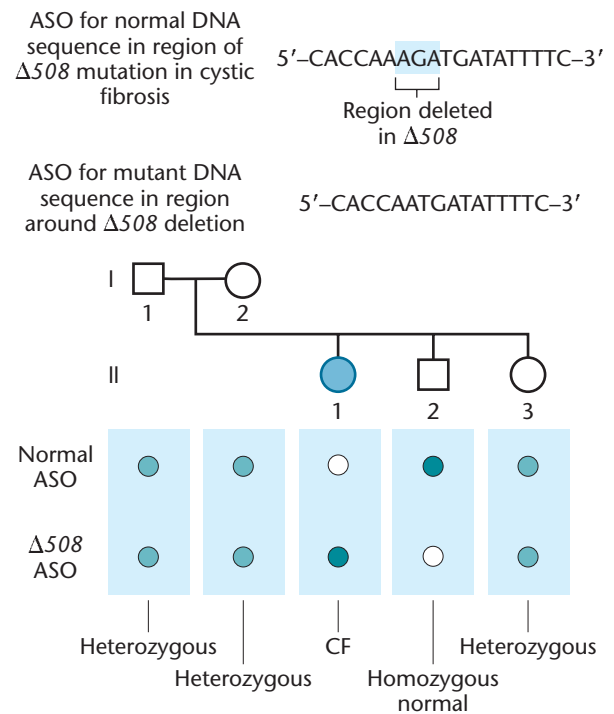 ASO for normal DNA
sequence in region of
Δ508 mutation in cystic
fibrosis
5′–CACCAAAGATGATATTTTC–3′
Region deleted
in Δ508
ASO for mutant DNA
sequence in region
around Δ508 deletion
5′–CACCAATGATATTTTC–3′
I
1
2
II
1
2
3
Normal
ASO
Δ508
ASO
Heterozygous
Heterozygous
CF
Homozygous
normal
Heterozygous